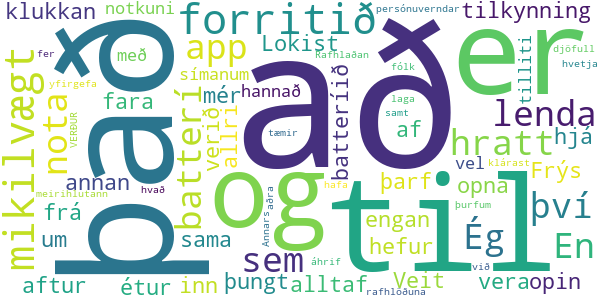 klukkan
notkuni
forritið
persónuverndar
tilkynning
er
það
að
og
til
með
app
Lokist
Rafhlaðan
djöfull
símanum
fólk
tilliti
hvetja
fer
yfirgefa
mikilvægt
nota
fara
batterí
mér
hannað
verið
allri
batteríið
laga
samt
af
lenda
hratt
hjá
VERÐUR
tæmir
annan
meirihlutann
hvað
Annars
aðra
hafa
þarf
vel
klárast
Frýs
opna
þurfum
því
frá
um
sama
sem
engan
hefur
Ég
En
aftur
étur
inn
þungt
alltaf
áhrif
Veit
við
vera
opin
rafhlöðuna